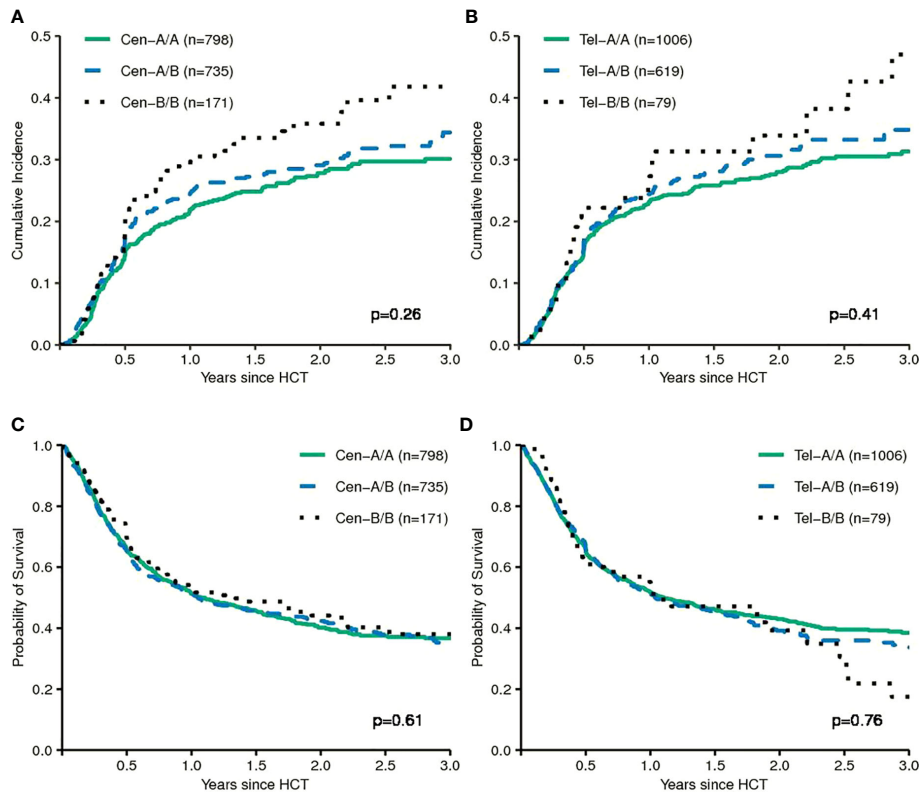 A
Cen-A/A (n=798)
Cen-A/B (n=735)
Cen-B/B (n=171)
Cumulative Incidence
0.5
0.4
0.3
0.2
0.1
0.0
p=0.26
0.5 1.0 1.5 2.0 2.5 3.0
Years since HCT
B
Tel-A/A (n=1006)
Tel-A/B (n=619)
Tel-B/B (n=79)
Cumulative Incidence
0.5
0.4
0.3
0.2
0.1
0.0
p=0.41
0.5 1.0 1.5 2.0 2.5 3.0
Years since HCT
C
Cen-A/A (n=798)
Cen-A/B (n=735)
Cen-B/B (n=171)
Probability of Survival
1.0
0.8
0.6
0.4
0.2
0.0
p=0.61
0.5 1.0 1.5 2.0 2.5 3.0
Years since HCT
D
Tel-A/A (n=1006)
Tel-A/B (n=619)
Tel-B/B (n=79)
Probability of Survival
1.0
0.8
0.6
0.4
0.2
0.0
p=0.76
0.5 1.0 1.5 2.0 2.5 3.0
Years since HCT